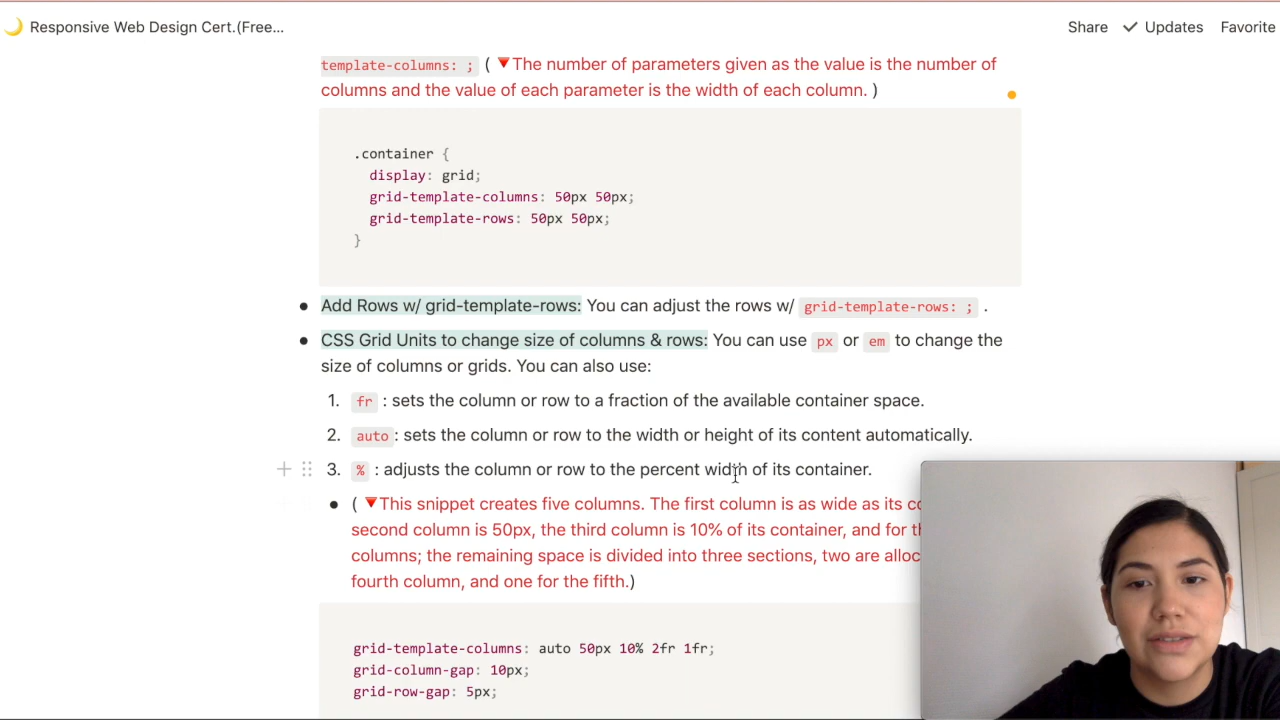 Responsive Web Design Cert.(Free...
Share ✓ Updates Favorite
template-columns: ; ( 🔻The number of parameters given as the value is the number of
columns and the value of each parameter is the width of each column. )
.container {
display: grid;
grid-template-columns: 50px 50px;
grid-template-rows: 50px 50px;
}
• Add Rows w/ grid-template-rows: You can adjust the rows w/ grid-template-rows: ; .
• CSS Grid Units to change size of columns & rows: You can use px or em to change the
size of columns or grids. You can also use:
1. fr : sets the column or row to a fraction of the available container space.
2. auto : sets the column or row to the width or height of its content automatically.
3. % : adjusts the column or row to the percent width of its container.
• ( 🔻This snippet creates five columns. The first column is as wide as its
second column is 50px, the third column is 10% of its container, and for
columns; the remaining space is divided into three sections, two are
fourth column, and one for the fifth.)
grid-template-columns: auto 50px 10% 2fr 1fr;
grid-column-gap: 10px;
grid-row-gap: 5px;